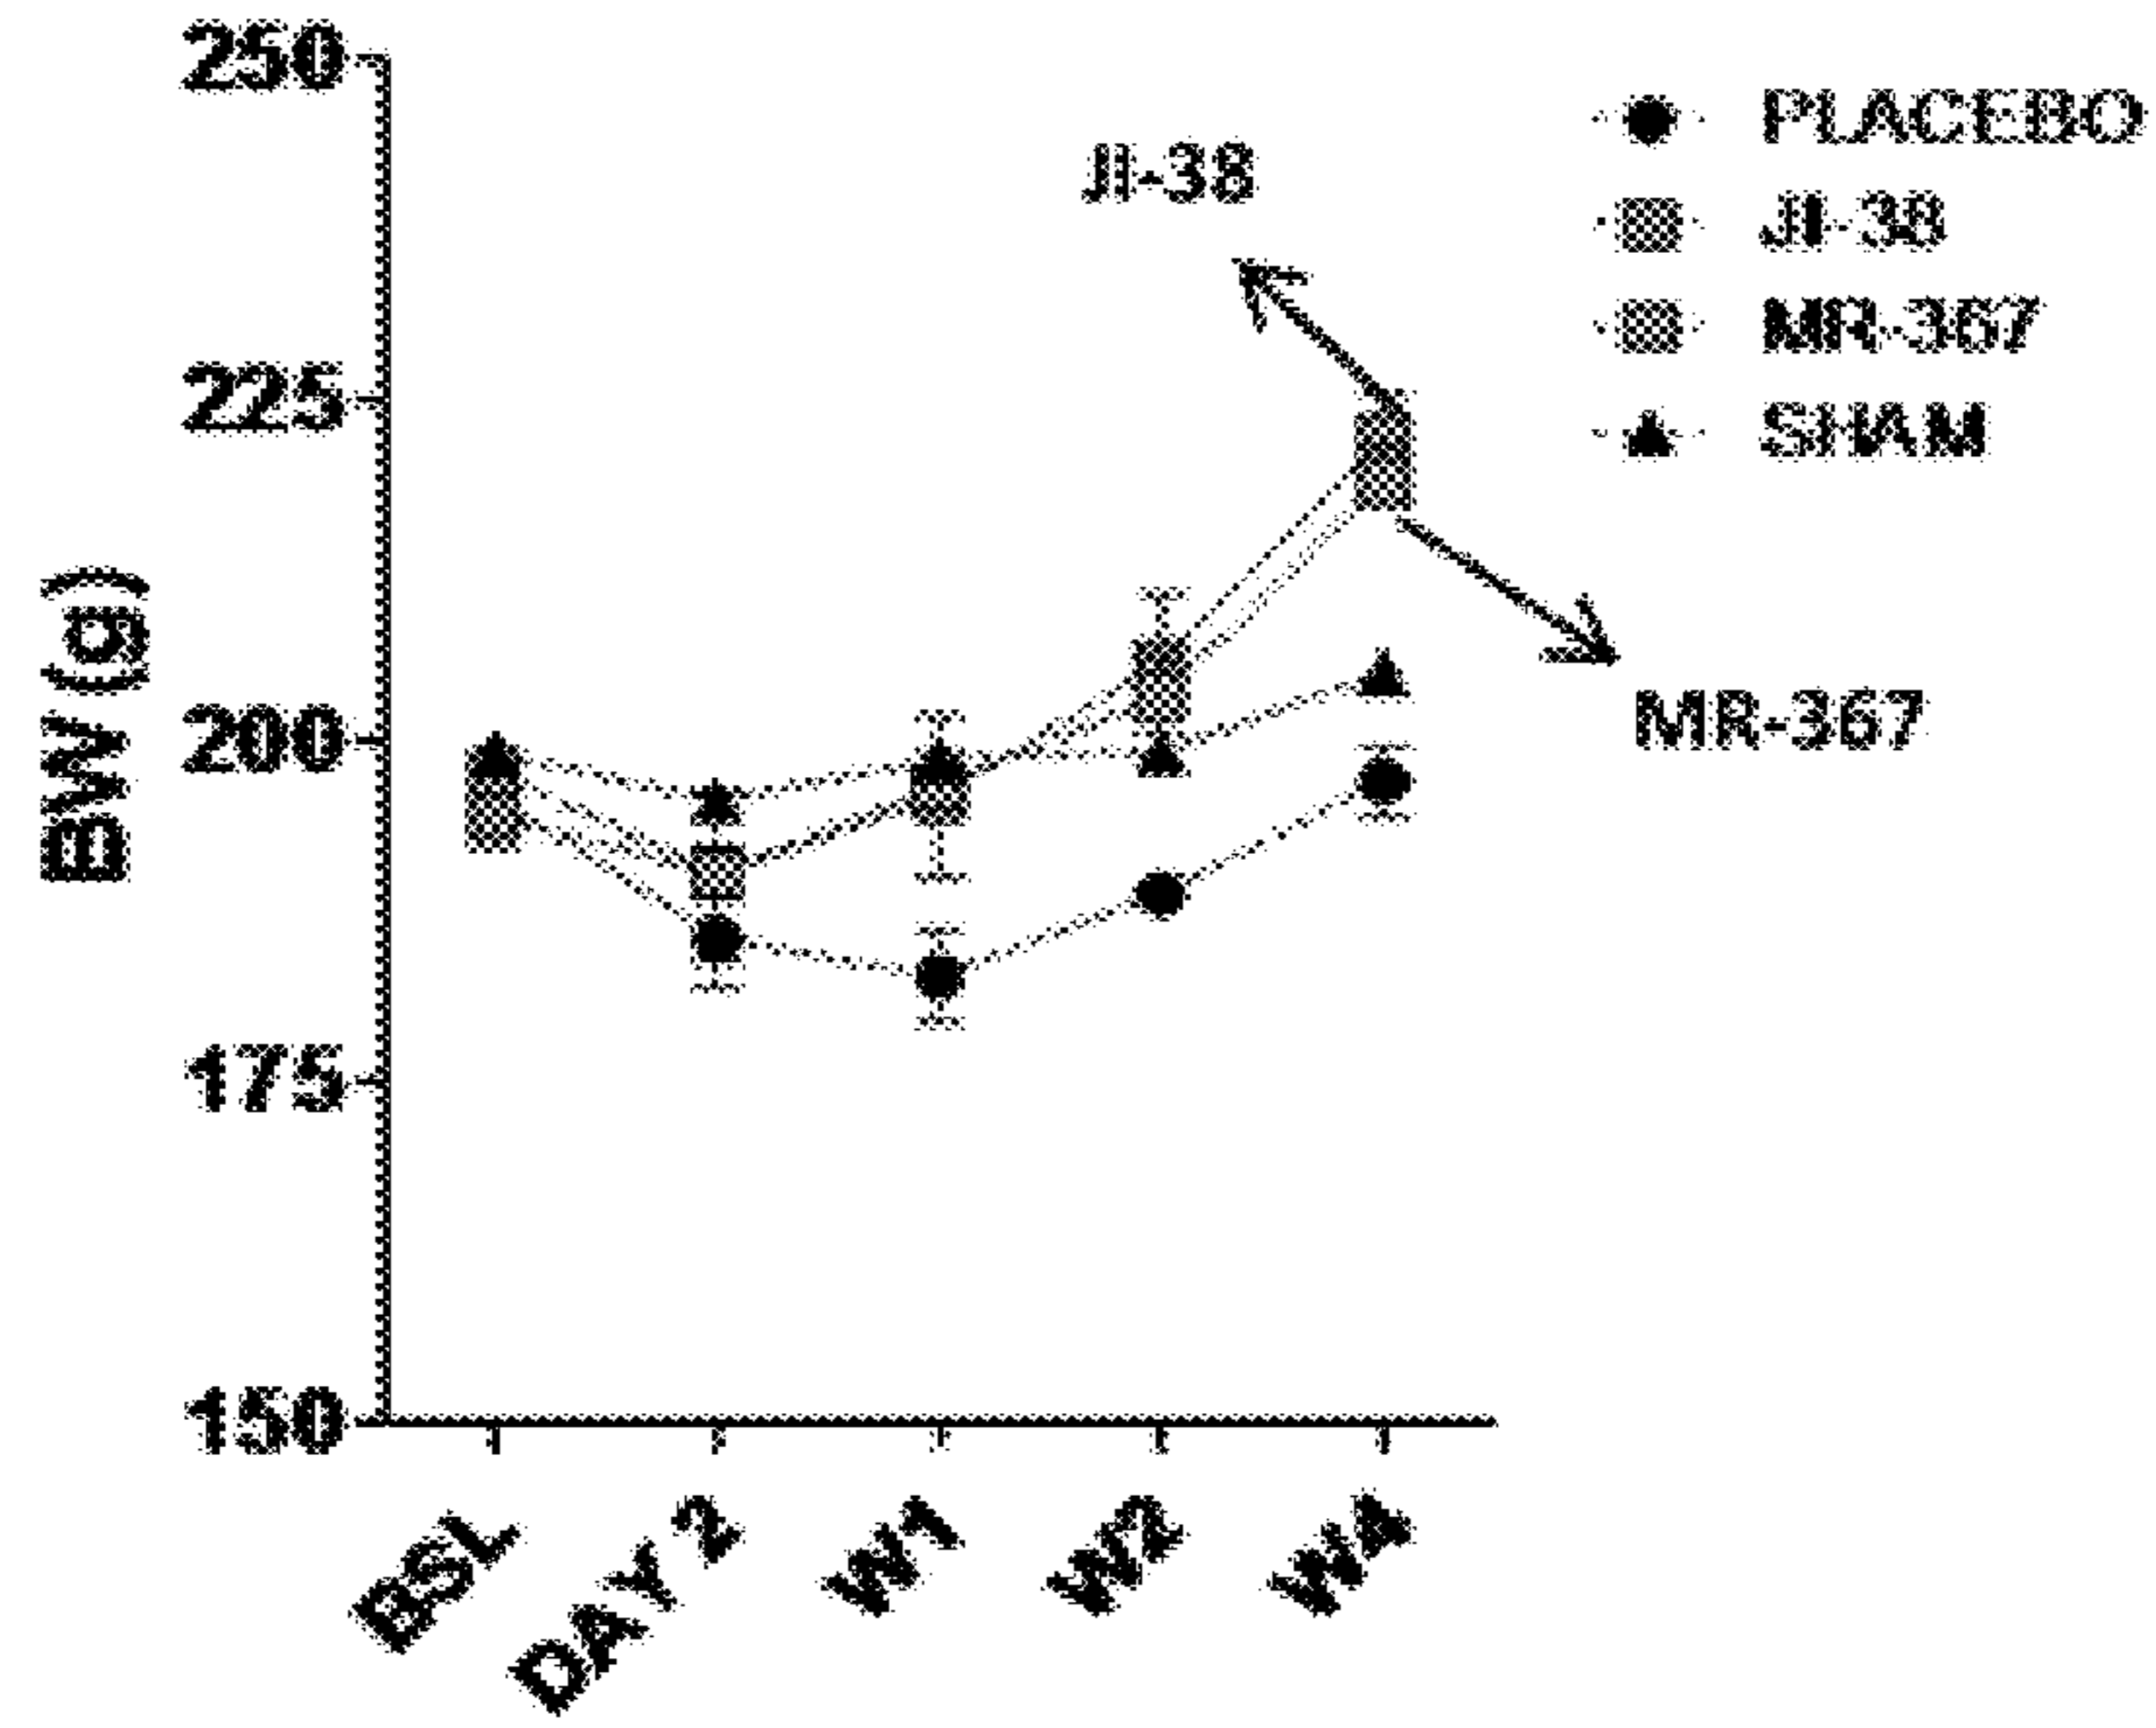 250
225
200
175
150
BW (g)
JI-38
MR-367
PLACEBO
JI-38
MR-367
SHAM
BSL
DAY 2
W1
W2
W4